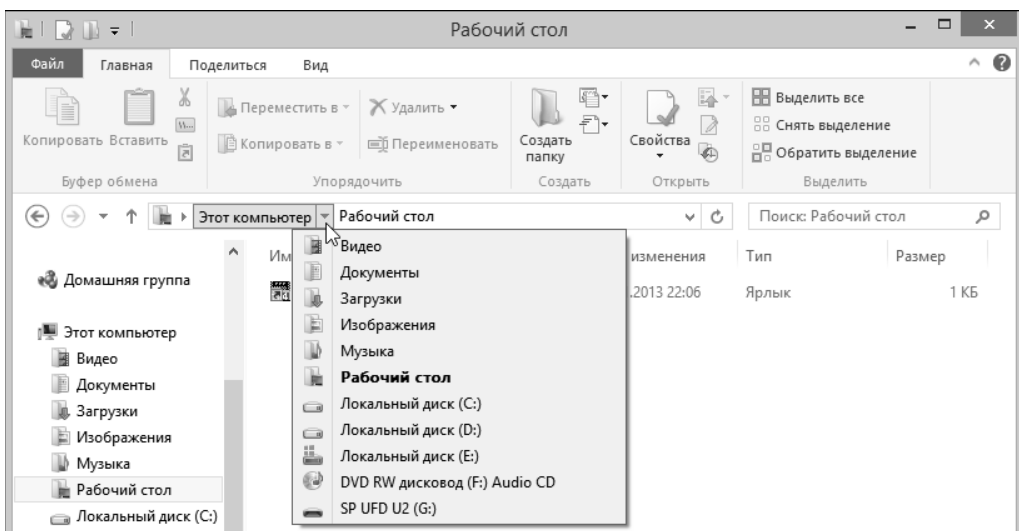 Рабочий стол
Файл Главная Поделиться Вид
Копировать Вставить
Переместить в
Копировать в
Удалить
Переименовать
Создать папку
Свойства
Выделить все
Снять выделение
Обратить выделение
Буфер обмена Упорядочить Создать Открыть Выделить
Этот компьютер Рабочий стол Поиск: Рабочий стол
Им изменения Тип Размер
.2013 22:06 Ярлык 1 КБ
Домашняя группа
Этот компьютер
Видео
Документы
Загрузки
Изображения
Музыка
Рабочий стол
Локальный диск (C:)
Видео
Документы
Загрузки
Изображения
Музыка
Рабочий стол
Локальный диск (C:)
Локальный диск (D:)
Локальный диск (E:)
DVD RW дисковод (F:) Audio CD
SP UFD U2 (G:)